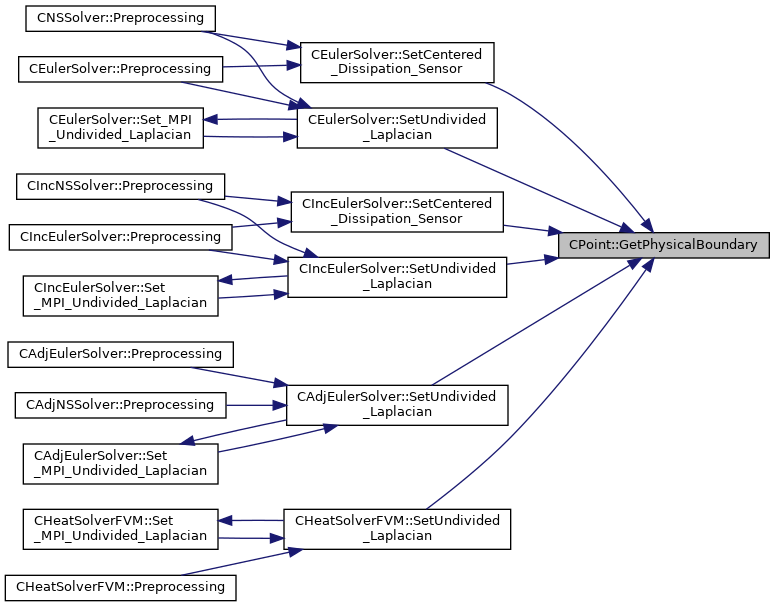 CNSSolver::Preprocessing
CEulerSolver::SetCentered
_Dissipation_Sensor
CEulerSolver::Preprocessing
CEulerSolver::Set_MPI
_Undivided_Laplacian
CEulerSolver::SetUndivided
_Laplacian
CIncNSSolver::Preprocessing
CIncEulerSolver::SetCentered
_Dissipation_Sensor
CIncEulerSolver::Preprocessing
CPoint::GetPhysicalBoundary
CIncEulerSolver::SetUndivided
_Laplacian
CIncEulerSolver::Set
_MPI_Undivided_Laplacian
CAdjEulerSolver::Preprocessing
CAdjNSSolver::Preprocessing
CAdjEulerSolver::SetUndivided
_Laplacian
CAdjEulerSolver::Set
_MPI_Undivided_Laplacian
CHeatSolverFVM::Set
_MPI_Undivided_Laplacian
CHeatSolverFVM::SetUndivided
_Laplacian
CHeatSolverFVM::Preprocessing